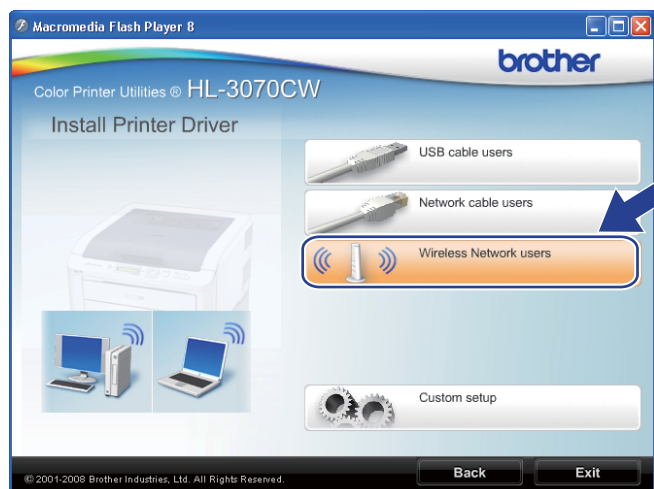 Macromedia Flash Player 8
brother
Color Printer Utilities ® HL-3070CW
Install Printer Driver
USB cable users
Network cable users
Wireless Network users
Custom setup
© 2001-2008 Brother Industries, Ltd. All Rights Reserved.
Back
Exit